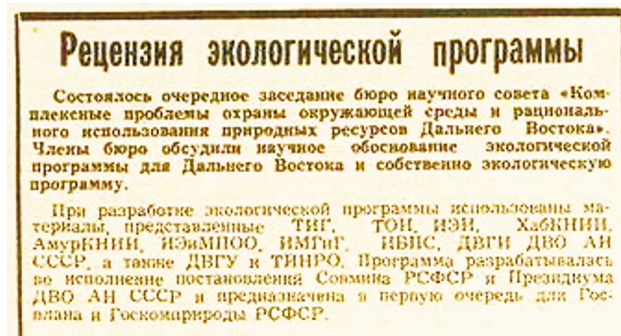 Рецензия экологической программы
Состоялось очередное заседание бюро научного совета «Ком-
плексные проблемы охраны окружающей среды и рациональ-
ного использования природных ресурсов Дальнего Востока».
Члены бюро обсудили научное обоснование экологической
программы для Дальнего Востока и собственно экологическую
программу.
При разработке экологической программы использованы ма-
териалы, представленные ТИГ, ТОИ, ИЭИ, ХабКНИИ,
АмурКНИИ, ИЭиМПОО, ИМГиГ, ИБПС, ДВГИ ДВО АН
СССР, а также ДВГУ и ТИНРО. Программа разрабатывалась
во исполнение постановлений Совмина РСФСР и Президиума
ДВО АН СССР и предназначена в первую очередь для Гос-
плана и Госкомприроды РСФСР.